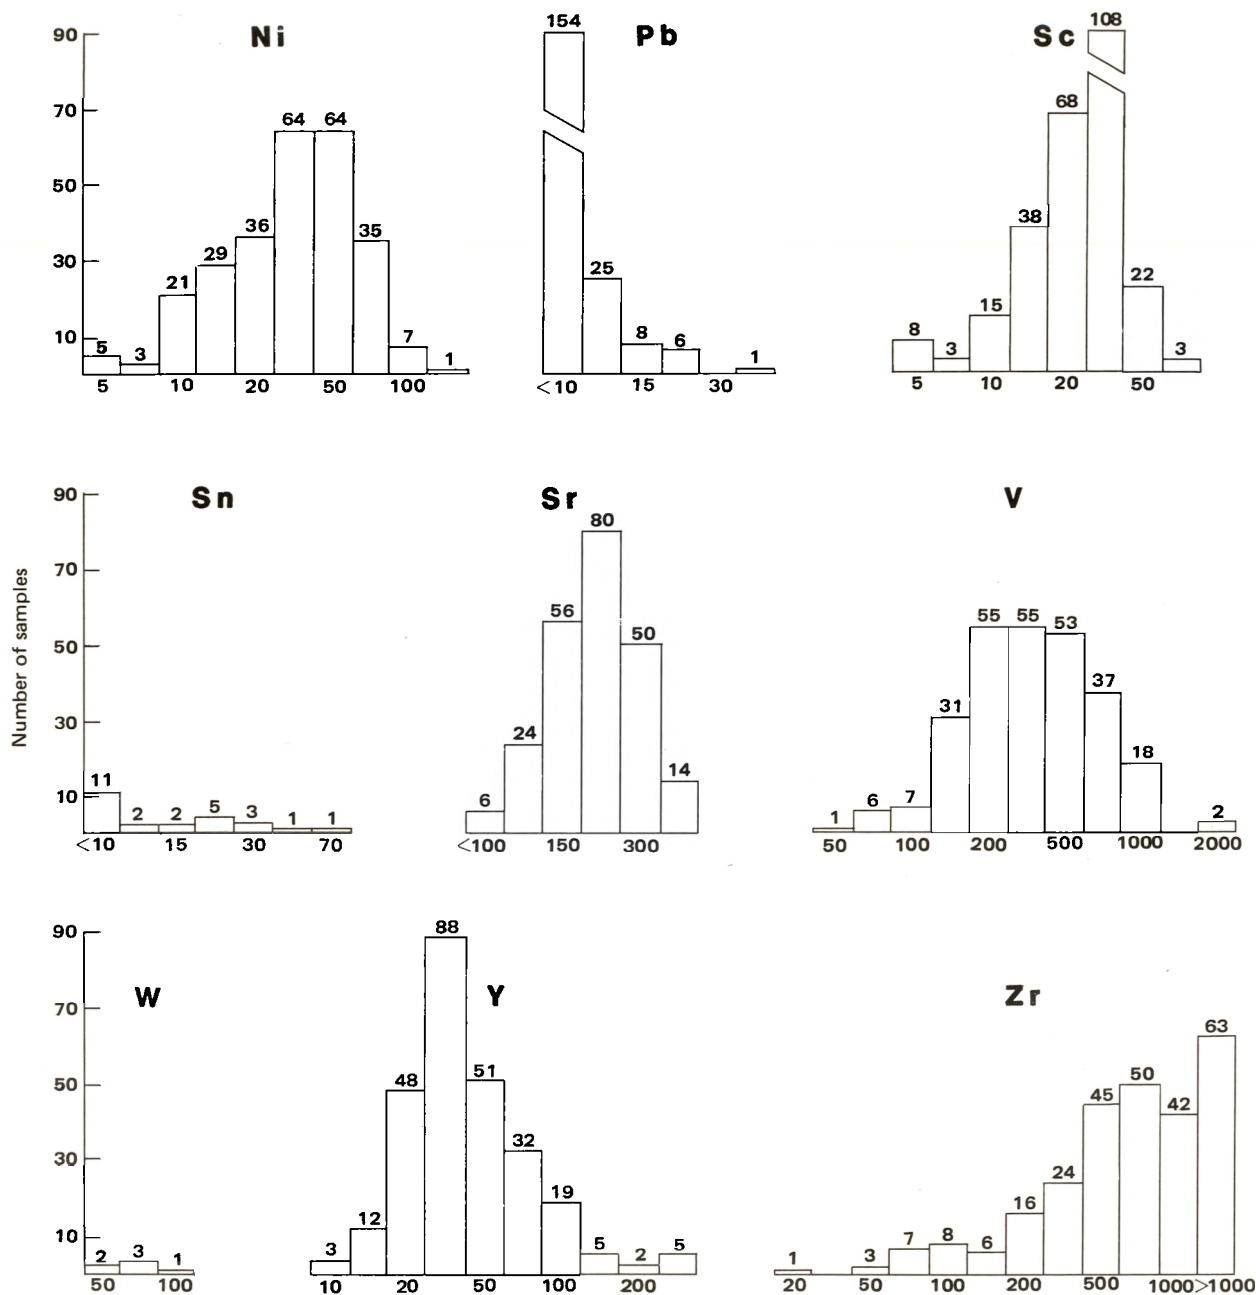 90
70
50
30
10
Ni
5 3 21 29 36 64 64 35 7 1
5 10 20 50 100
Pb
154 25 8 6 1
<10 15 30
Sc
8 3 15 38 68 108 22 3
5 10 20 50
Number of samples
90
70
50
30
10
Sn
11 2 2 5 3 1 1
<10 15 30 70
Sr
6 24 56 80 50 14
<100 150 300
V
1 6 7 31 55 55 53 37 18 2
50 100 200 500 1000 2000
90
70
50
30
10
W
2 3 1
50 100
Y
3 12 48 88 51 32 19 5 2 5
10 20 50 100 200
Zr
1 3 7 8 6 16 24 45 50 42 63
20 50 100 200 500 1000 >1000